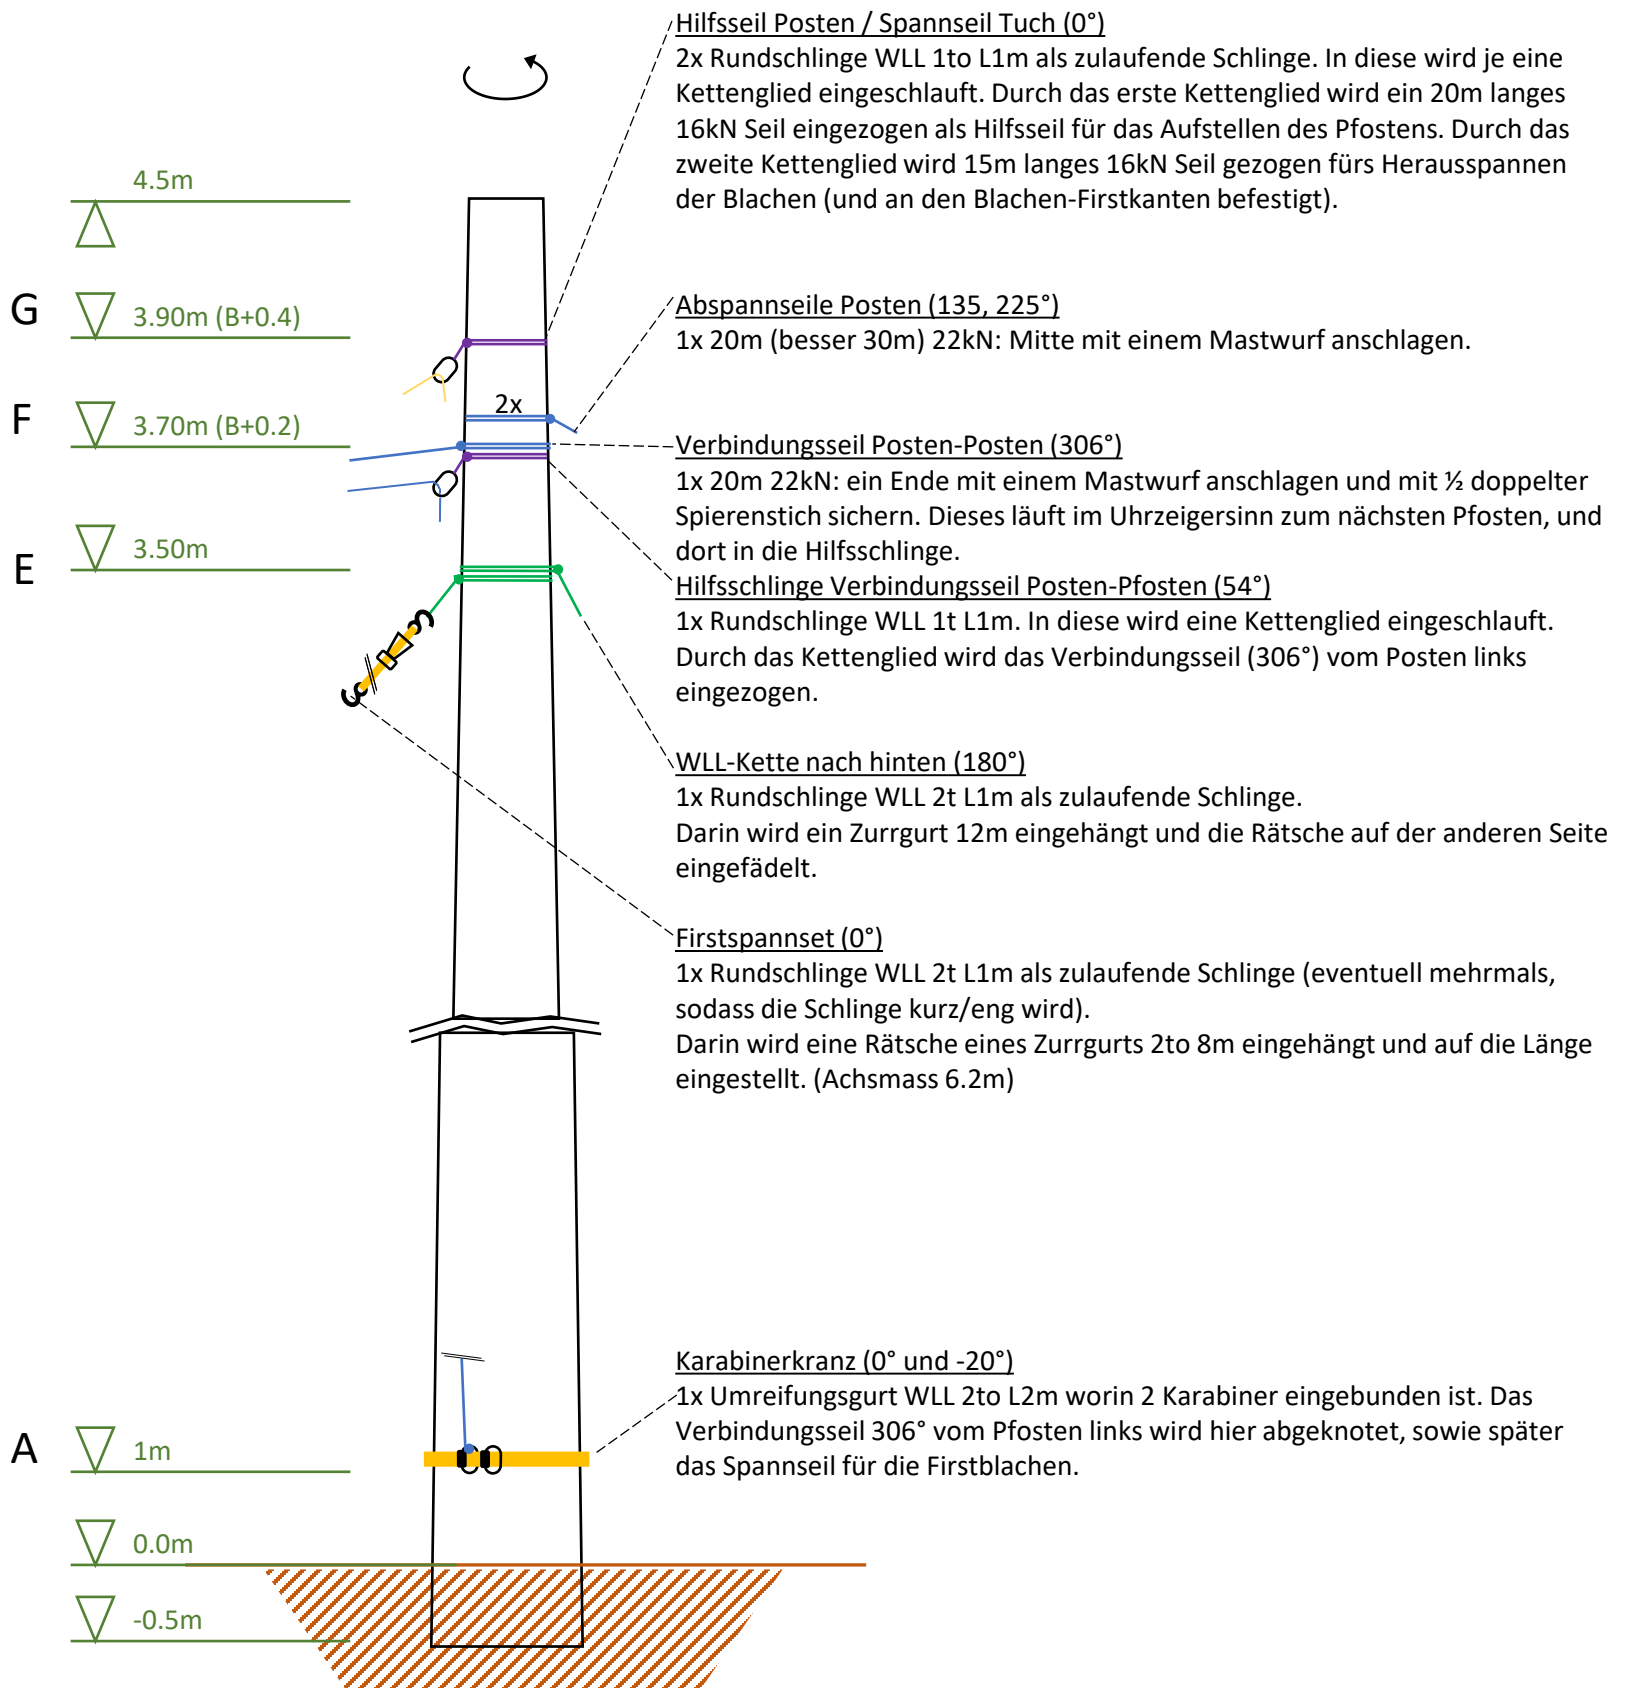 Hilfsseil Posten / Spannseil Tuch (0°)
2x Rundschlinge WLL 1to L1m als zulaufende Schlinge. In diese wird je eine
Kettenglied eingeschlauft. Durch das erste Kettenglied wird ein 20m langes
16kN Seil eingezogen als Hilfsseil für das Aufstellen des Pfostens. Durch das
zweite Kettenglied wird 15m langes 16kN Seil gezogen fürs Herausspannen
der Blachen (und an den Blachen-Firstkanten befestigt).
4.5m
G
3.90m (B+0.4)
Abspannseile Posten (135, 225°)
1x 20m (besser 30m) 22kN: Mitte mit einem Mastwurf anschlagen.
F
3.70m (B+0.2)
2x
Verbindungsseil Posten-Posten (306°)
1x 20m 22kN: ein Ende mit einem Mastwurf anschlagen und mit ½ doppelter
Spierenstich sichern. Dieses läuft im Uhrzeigersinn zum nächsten Pfosten, und
dort in die Hilfsschlinge.
E
3.50m
Hilfsschlinge Verbindungsseil Posten-Pfosten (54°)
1x Rundschlinge WLL 1t L1m. In diese wird eine Kettenglied eingeschlauft.
Durch das Kettenglied wird das Verbindungsseil (306°) vom Posten links
eingezogen.
WLL-Kette nach hinten (180°)
1x Rundschlinge WLL 2t L1m als zulaufende Schlinge.
Darin wird ein Zurrgurt 12m eingehängt und die Rätsche auf der anderen Seite
eingefädelt.
Firstspannset (0°)
1x Rundschlinge WLL 2t L1m als zulaufende Schlinge (eventuell mehrmals,
sodass die Schlinge kurz/eng wird).
Darin wird eine Rätsche eines Zurrgurts 2to 8m eingehängt und auf die Länge
eingestellt. (Achsmass 6.2m)
Karabinerkranz (0° und -20°)
1x Umreifungsgurt WLL 2to L2m worin 2 Karabiner eingebunden ist. Das
Verbindungsseil 306° vom Pfosten links wird hier abgeknotet, sowie später
das Spannseil für die Firstblachen.
A
1m
0.0m
-0.5m